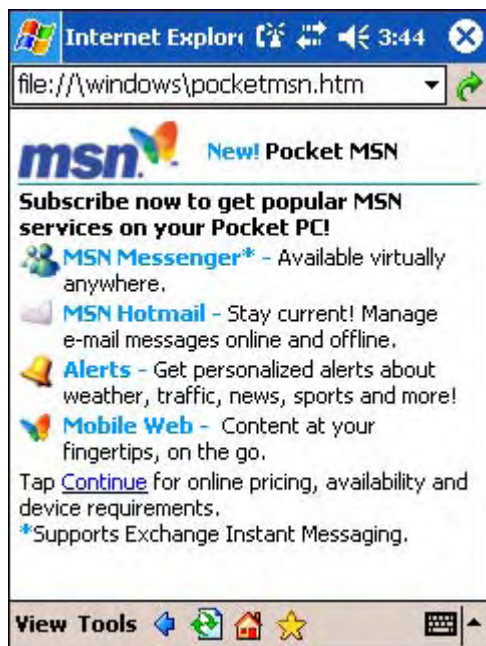 Internet Explor 3:44
file://\windows\pocketmsn.htm
msn New! Pocket MSN
Subscribe now to get popular MSN
services on your Pocket PC!
MSN Messenger* - Available virtually
anywhere.
MSN Hotmail - Stay current! Manage
e-mail messages online and offline.
Alerts - Get personalized alerts about
weather, traffic, news, sports and more!
Mobile Web - Content at your
fingertips, on the go.
Tap Continue for online pricing, availability and
device requirements.
*Supports Exchange Instant Messaging.
View Tools